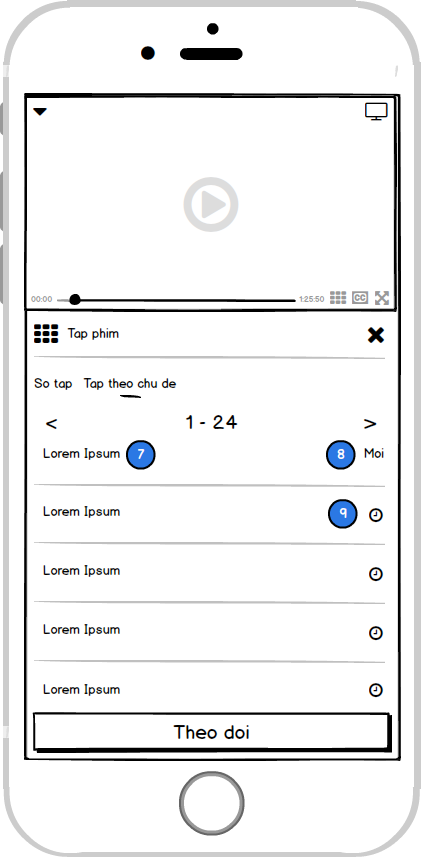 00:00 1:25:50 CC
Tap phim
So tap Tap theo chu de
< 1 - 24 >
Lorem Ipsum 7 8 Moi
Lorem Ipsum 9
Lorem Ipsum
Lorem Ipsum
Lorem Ipsum
Theo doi